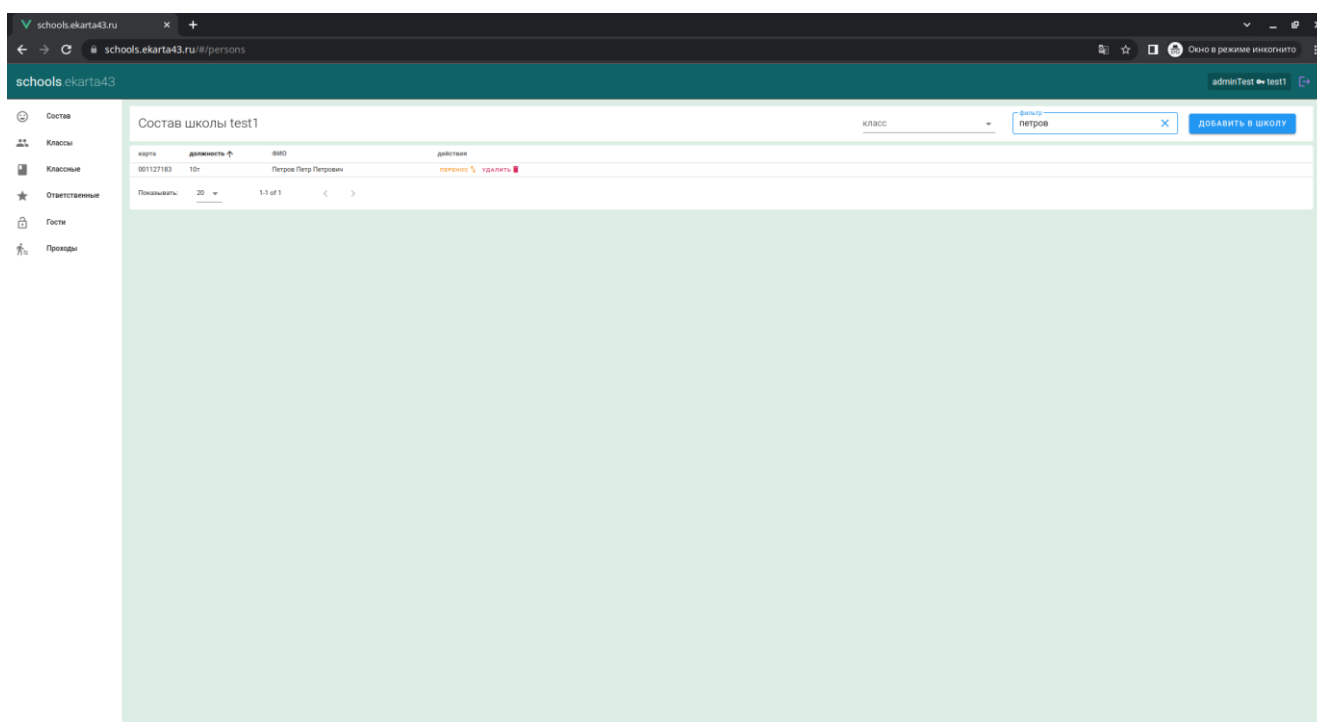 schools.ekarta43.ru
schools.ekarta43.ru/#/persons
Окно в режиме инкогнито
schools.ekarta43
adminTest test1
Состав
Классы
Классные
Ответственные
Гости
Проходы
Состав школы test1
класс
фильтр
петров
ДОБАВИТЬ В ШКОЛУ
карта должность ФИО действия
001127183 10т Петров Петр Петрович ПЕРЕНОС УДАЛИТЬ
Показывать: 20 1-1 of 1